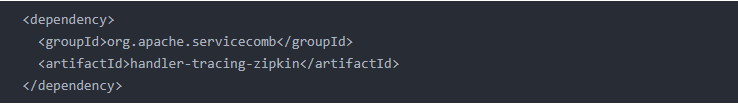 <dependency>
  <groupId>org.apache.servicecomb</groupId>
  <artifactId>handler-tracing-zipkin</artifactId>
</dependency>